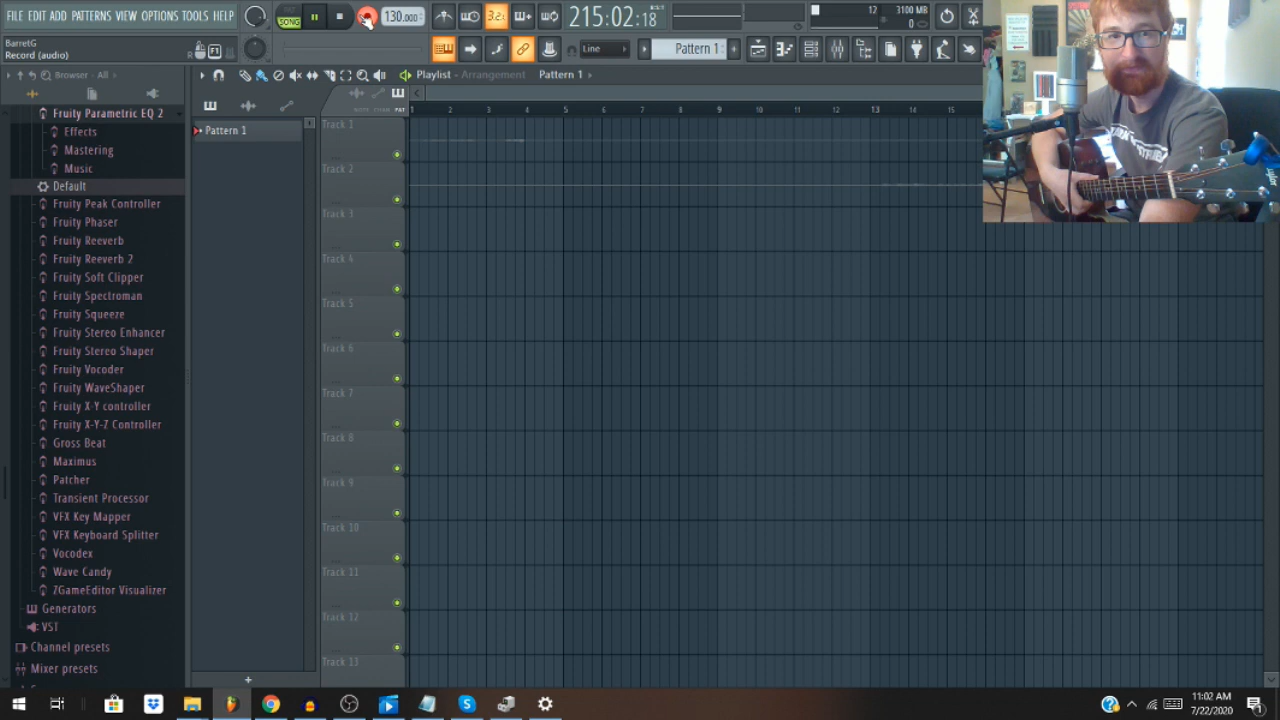 FILE EDIT ADD PATTERNS VIEW OPTIONS TOOLS HELP
SONG
130.000
3.2
215:02:18
12
3100 MB
0
BarretG
Record (audio)
ine
Pattern 1
Browser - All
Playlist - Arrangement
Pattern 1
1 2 3 4 5 6 7 8 9 10 11 12 13 14 15
Fruity Parametric EQ 2
Effects
Mastering
Music
Default
Fruity Peak Controller
Fruity Phaser
Fruity Reeverb
Fruity Reeverb 2
Fruity Soft Clipper
Fruity Spectroman
Fruity Squeeze
Fruity Stereo Enhancer
Fruity Stereo Shaper
Fruity Vocoder
Fruity WaveShaper
Fruity X-Y controller
Fruity X-Y-Z Controller
Gross Beat
Maximus
Patcher
Transient Processor
VFX Key Mapper
VFX Keyboard Splitter
Vocodex
Wave Candy
ZGameEditor Visualizer
Generators
VST
Channel presets
Mixer presets
Pattern 1
Track 1
Track 2
Track 3
Track 4
Track 5
Track 6
Track 7
Track 8
Track 9
Track 10
Track 11
Track 12
Track 13
11:02 AM
7/22/2020